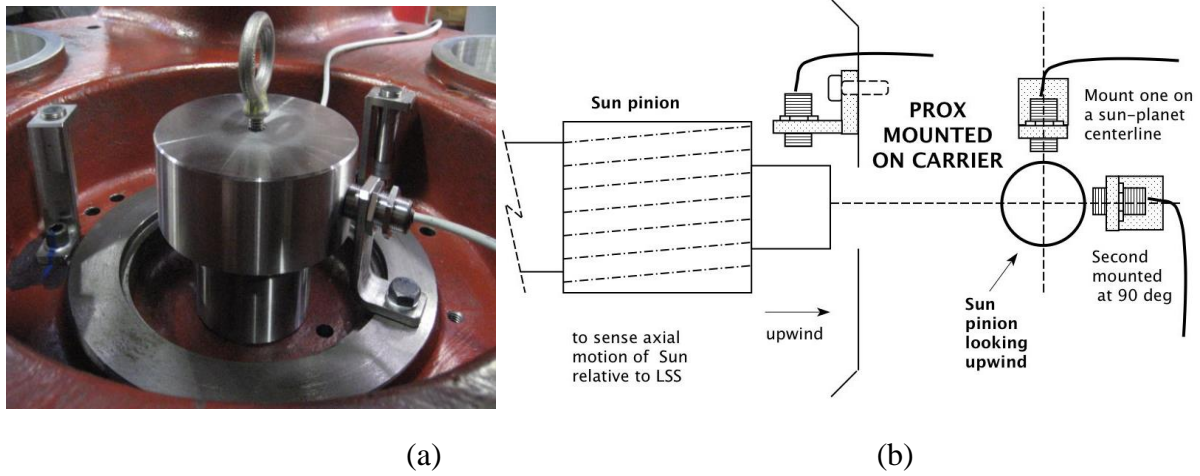 Sun pinion
to sense axial
motion of Sun
relative to LSS
upwind
PROX
MOUNTED
ON CARRIER
Mount one on
a sun-planet
centerline
Second
mounted
at 90 deg
Sun
pinion
looking
upwind
(a)
(b)